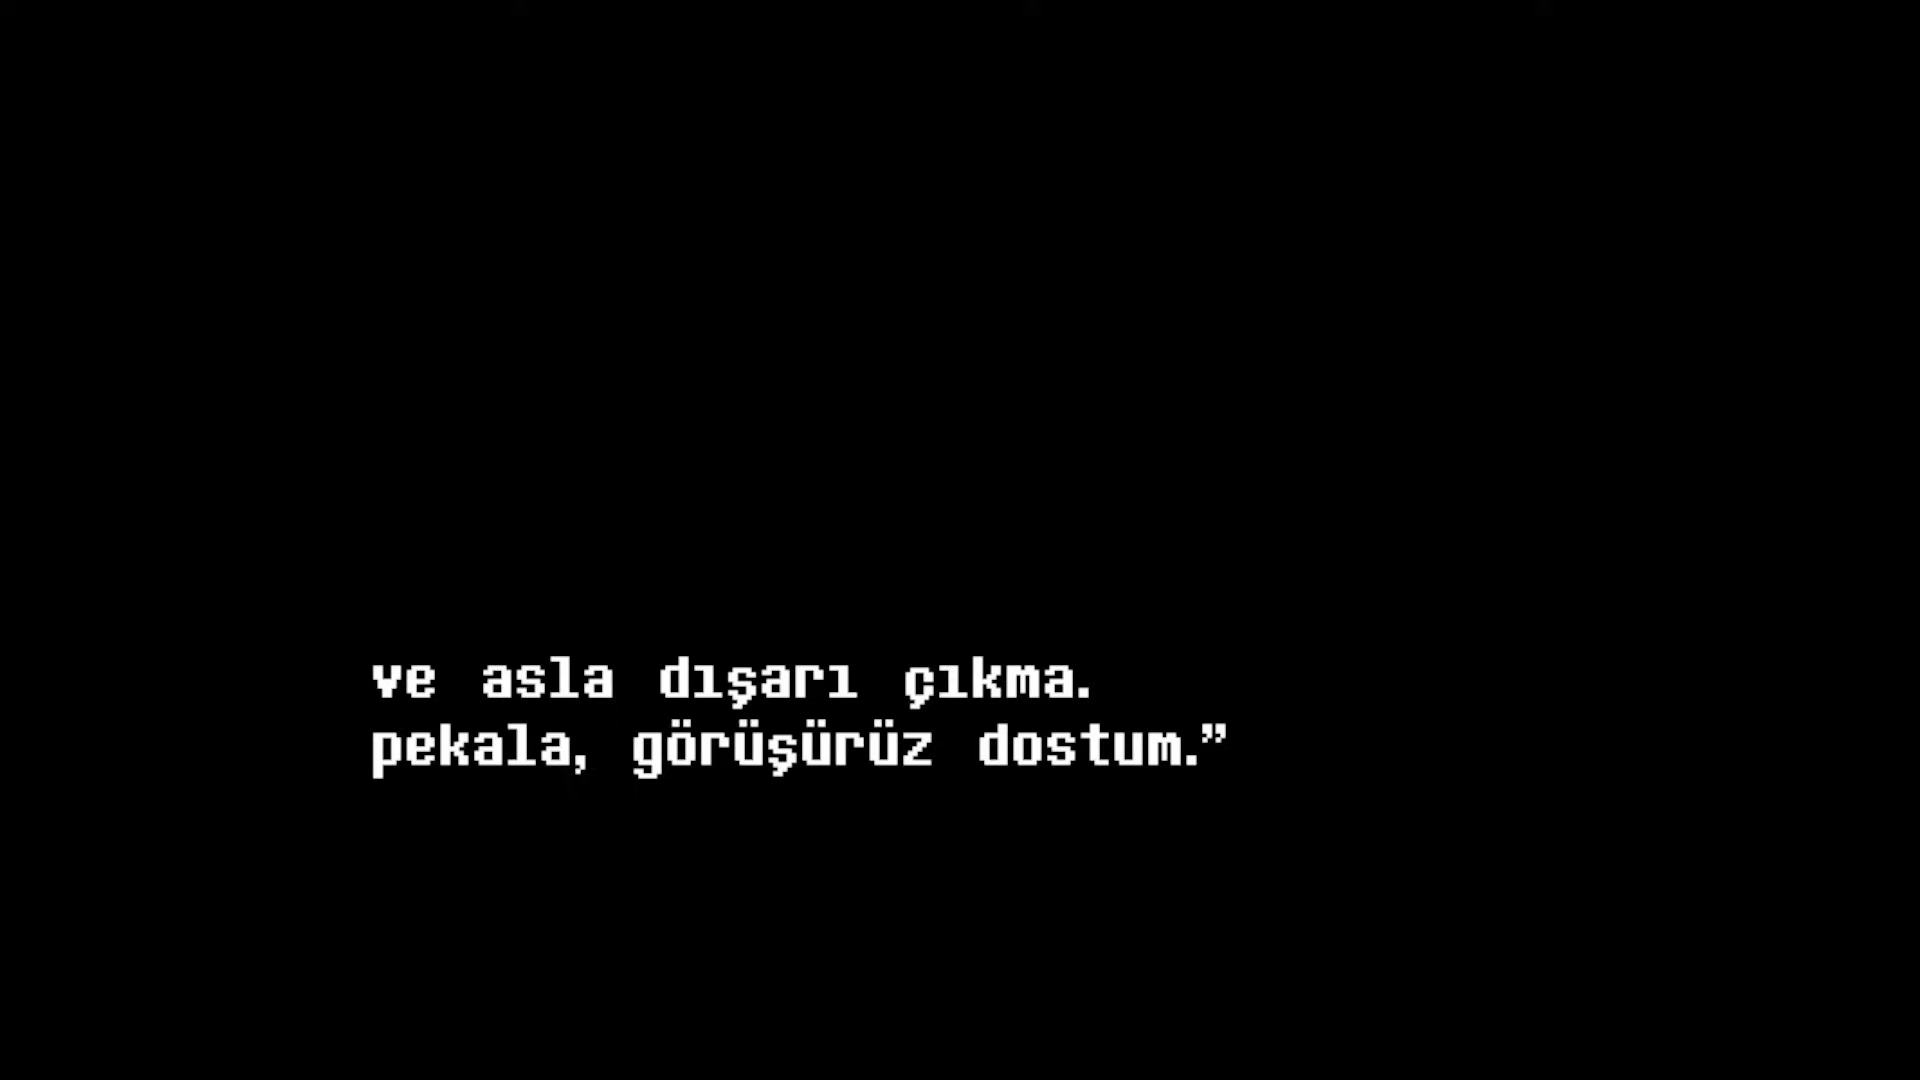 ve asla dışarı çıkma.
pekala, görüşürüz dostum.”